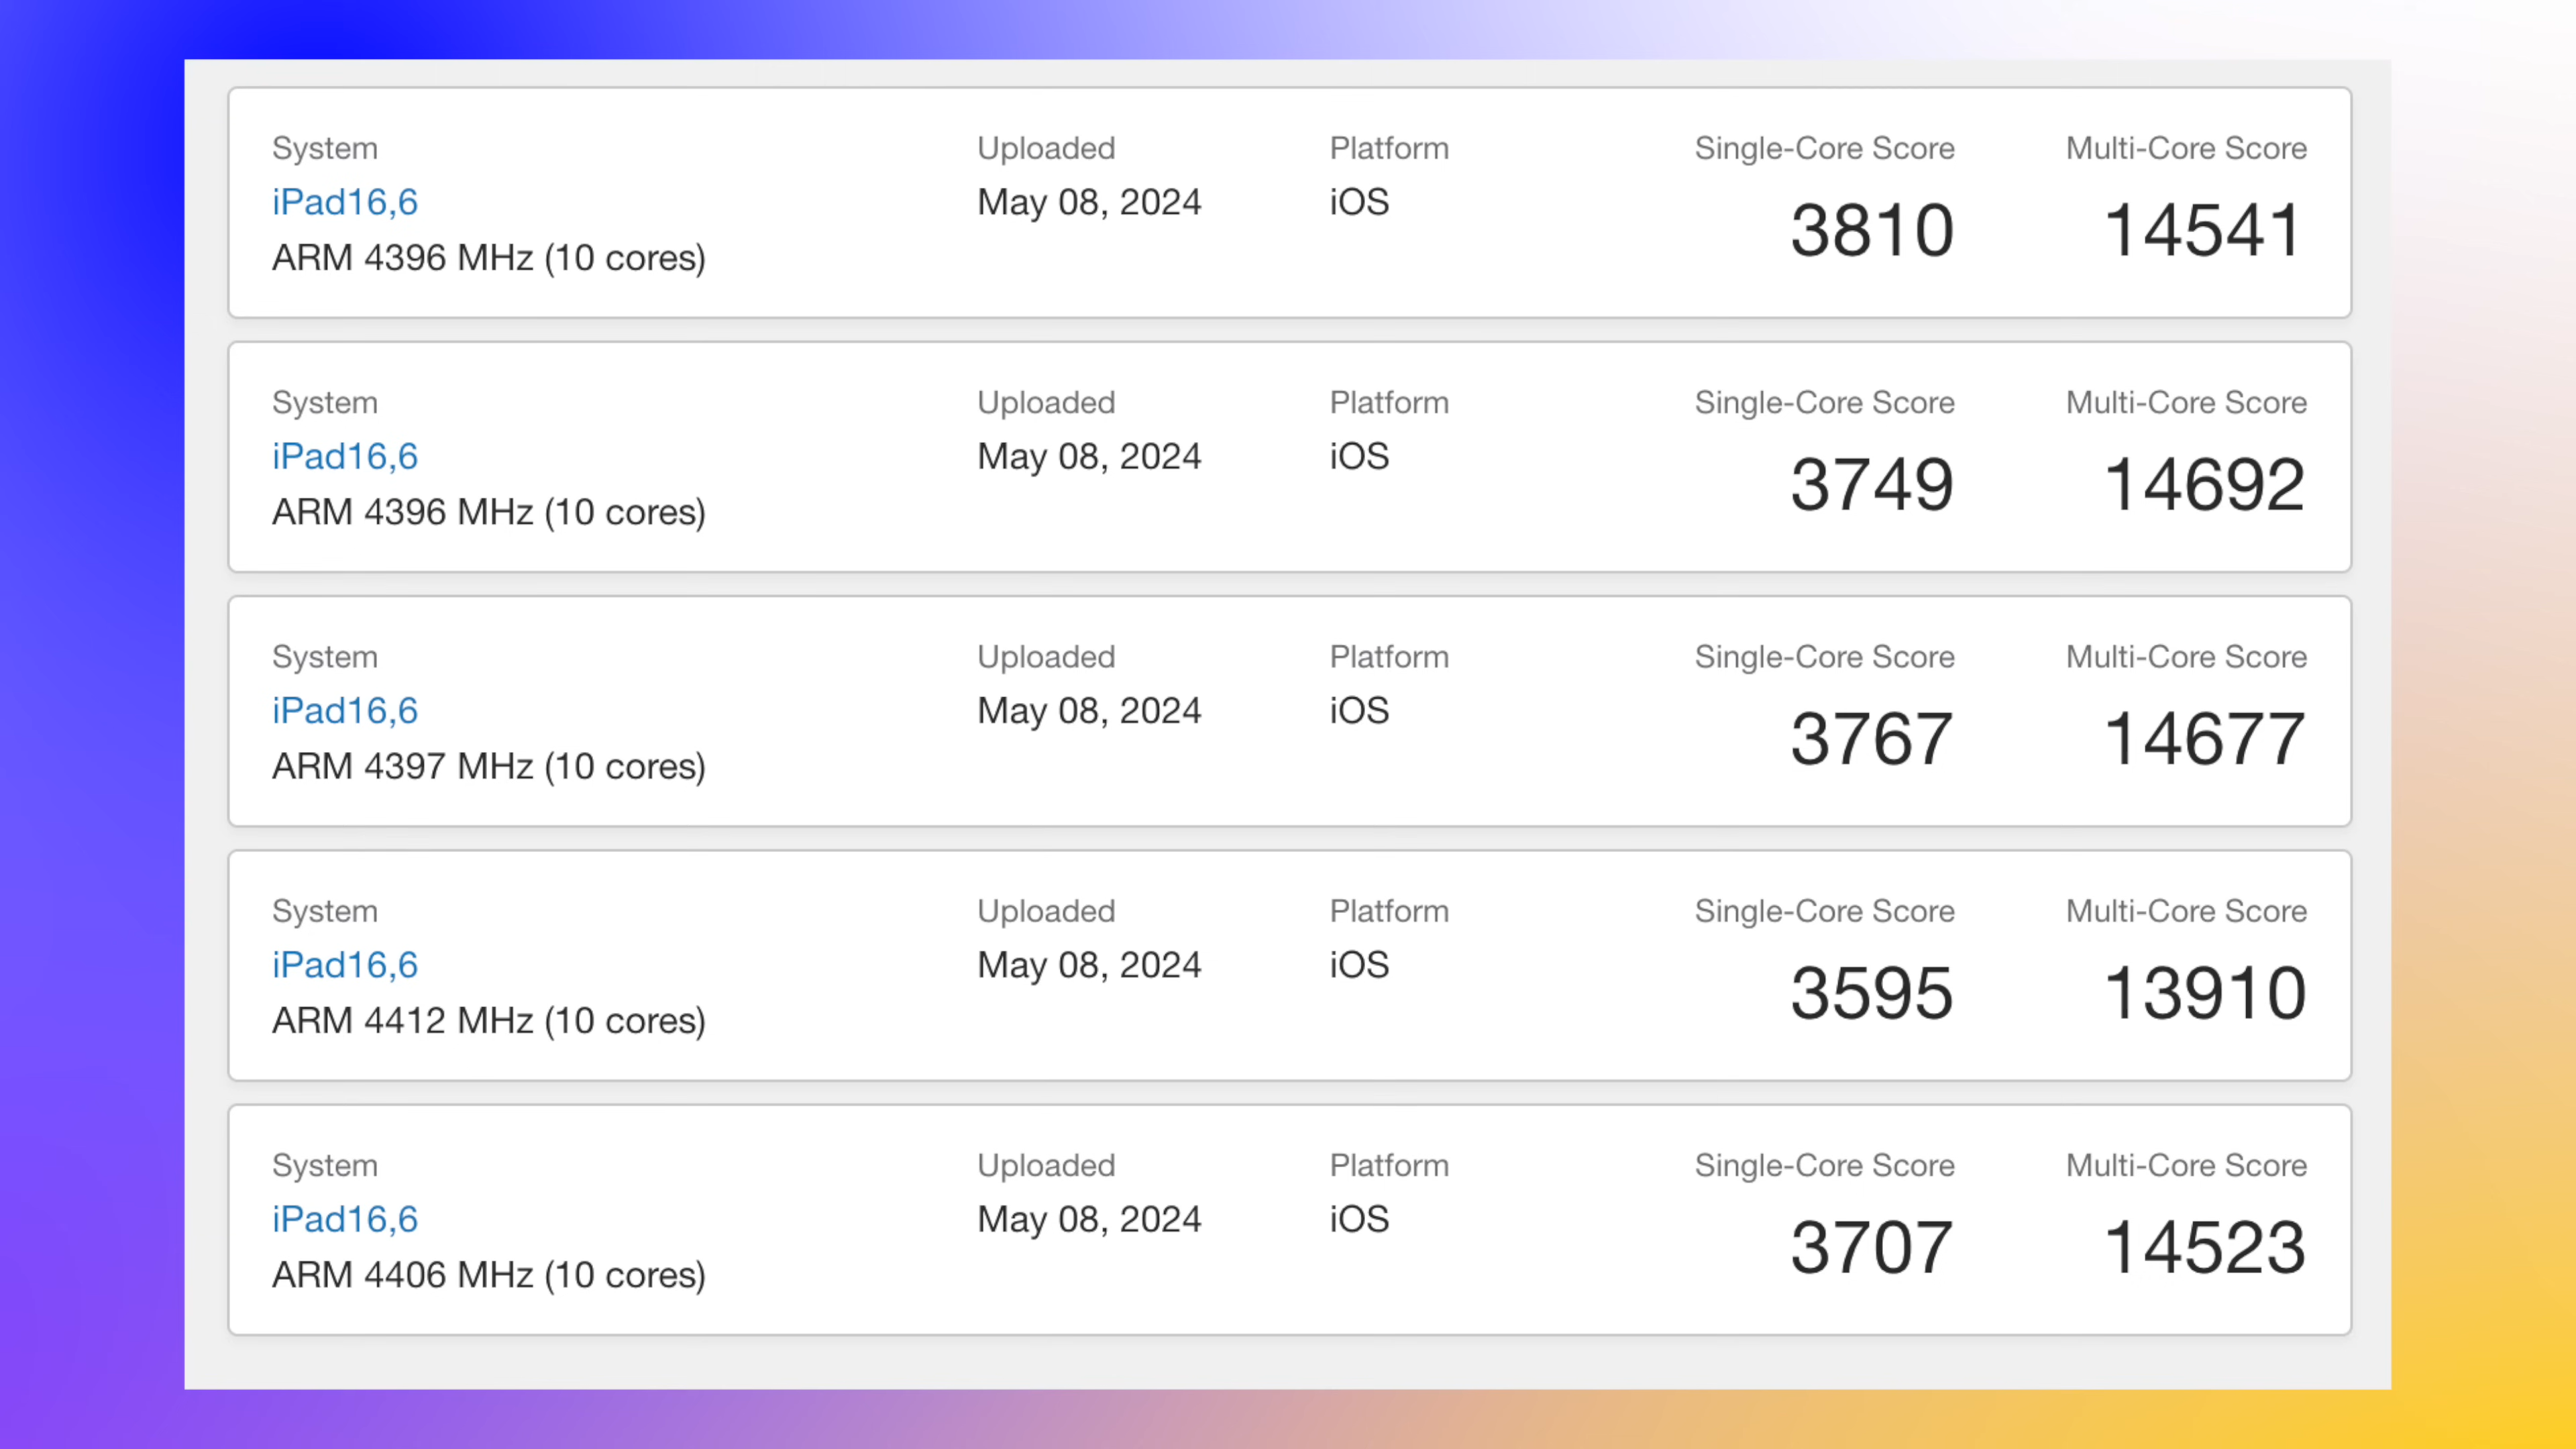 System Uploaded Platform Single-Core Score Multi-Core Score
iPad16,6 May 08, 2024 iOS 3810 14541
ARM 4396 MHz (10 cores)
System Uploaded Platform Single-Core Score Multi-Core Score
iPad16,6 May 08, 2024 iOS 3749 14692
ARM 4396 MHz (10 cores)
System Uploaded Platform Single-Core Score Multi-Core Score
iPad16,6 May 08, 2024 iOS 3767 14677
ARM 4397 MHz (10 cores)
System Uploaded Platform Single-Core Score Multi-Core Score
iPad16,6 May 08, 2024 iOS 3595 13910
ARM 4412 MHz (10 cores)
System Uploaded Platform Single-Core Score Multi-Core Score
iPad16,6 May 08, 2024 iOS 3707 14523
ARM 4406 MHz (10 cores)